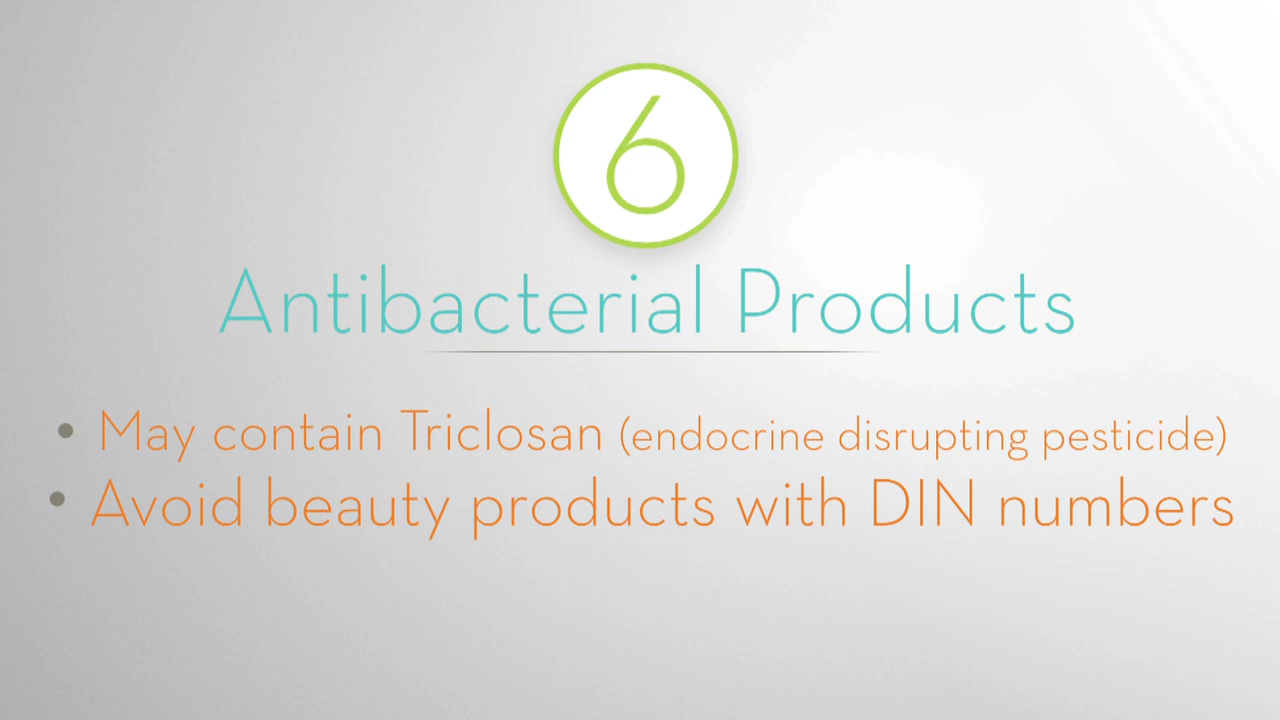 6
Antibacterial Products
• May contain Triclosan (endocrine disrupting pesticide)
• Avoid beauty products with DIN numbers